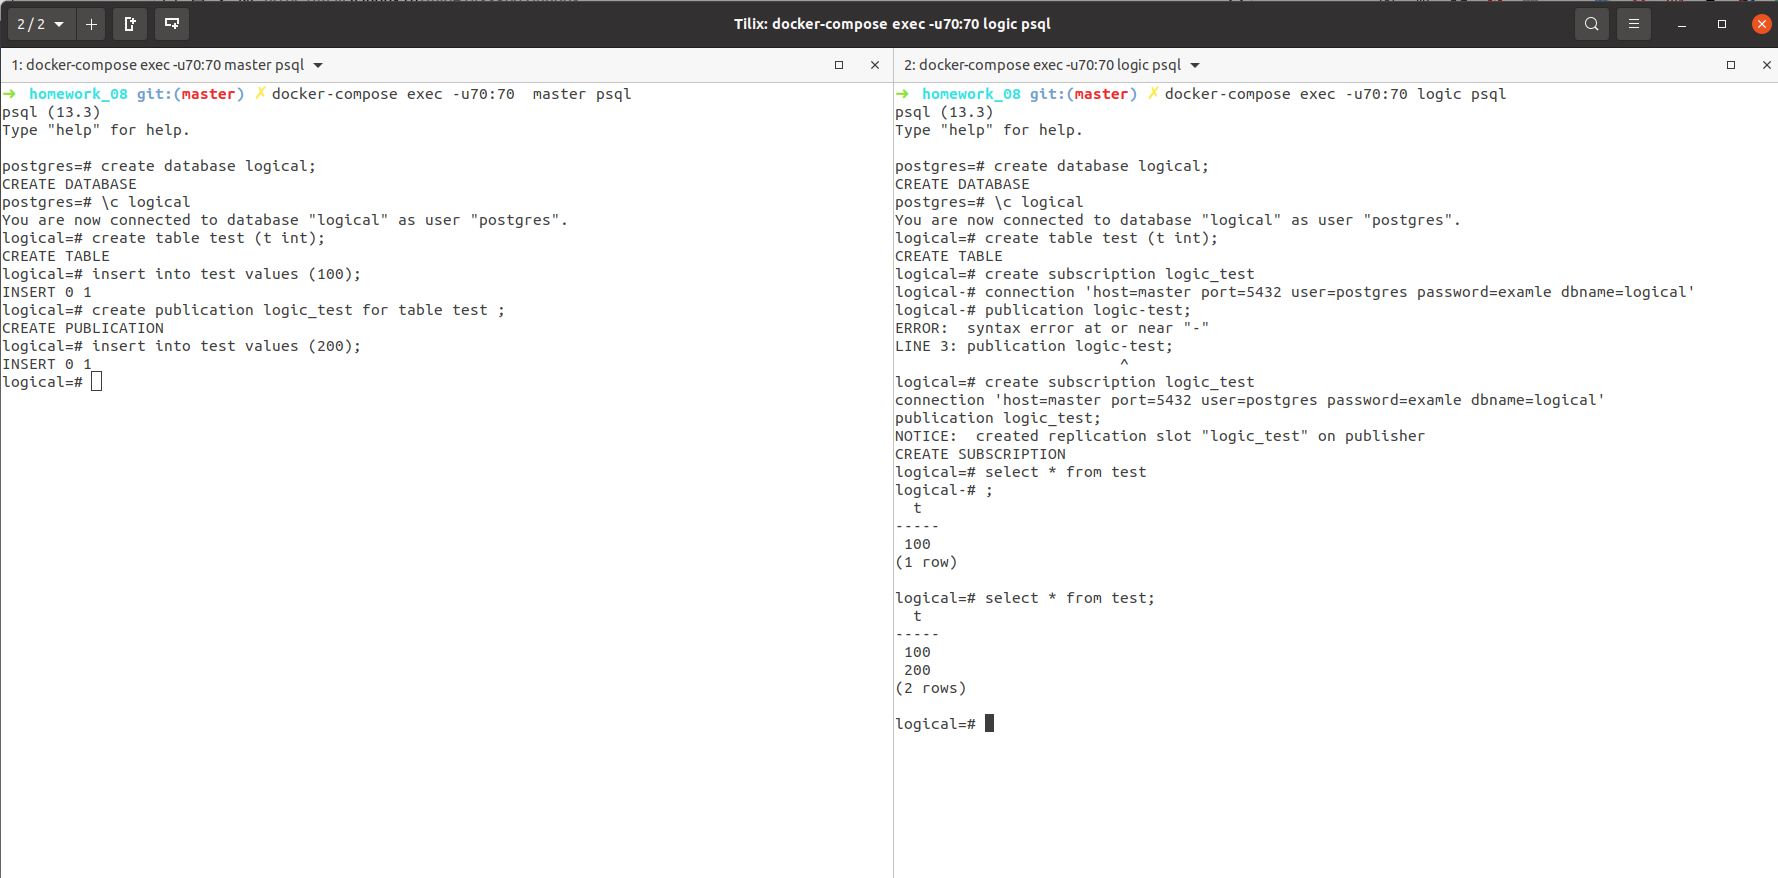 2 / 2
Tilix: docker-compose exec -u70:70 logic psql
1: docker-compose exec -u70:70 master psql
➜  homework_08 git:(master) ✗ docker-compose exec -u70:70  master psql
psql (13.3)
Type "help" for help.
postgres=# create database logical;
CREATE DATABASE
postgres=# \c logical
You are now connected to database "logical" as user "postgres".
logical=# create table test (t int);
CREATE TABLE
logical=# insert into test values (100);
INSERT 0 1
logical=# create publication logic_test for table test ;
CREATE PUBLICATION
logical=# insert into test values (200);
INSERT 0 1
logical=#
2: docker-compose exec -u70:70 logic psql
➜  homework_08 git:(master) ✗ docker-compose exec -u70:70 logic psql
psql (13.3)
Type "help" for help.
postgres=# create database logical;
CREATE DATABASE
postgres=# \c logical
You are now connected to database "logical" as user "postgres".
logical=# create table test (t int);
CREATE TABLE
logical=# create subscription logic_test
logical-# connection 'host=master port=5432 user=postgres password=examle dbname=logical'
logical-# publication logic-test;
ERROR:  syntax error at or near "-"
LINE 3: publication logic-test;
^
logical=# create subscription logic_test
connection 'host=master port=5432 user=postgres password=examle dbname=logical'
publication logic_test;
NOTICE:  created replication slot "logic_test" on publisher
CREATE SUBSCRIPTION
logical=# select * from test
logical-# ;
t
-----
100
(1 row)
logical=# select * from test;
t
-----
100
200
(2 rows)
logical=#